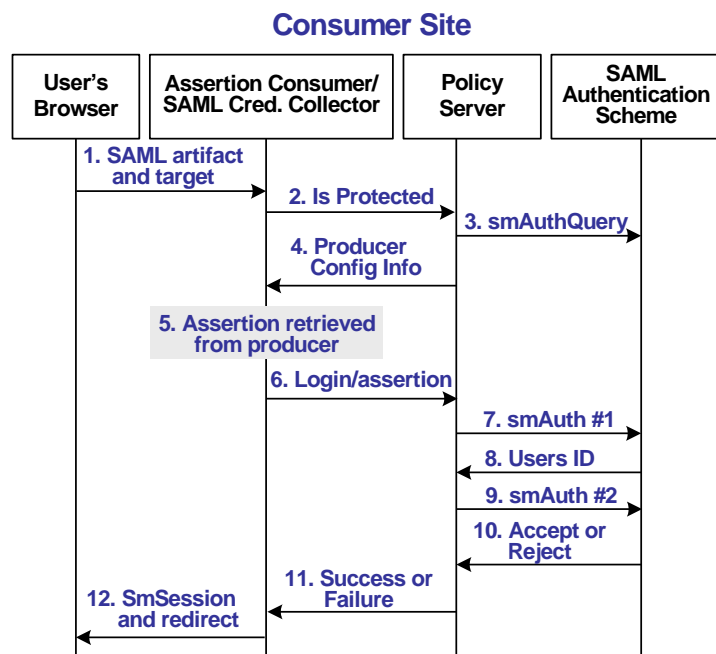 Consumer Site
User's
Browser
Assertion Consumer/
SAML Cred. Collector
Policy
Server
SAML
Authentication
Scheme
1. SAML artifact
and target
2. Is Protected
3. smAuthQuery
4. Producer
Config Info
5. Assertion retrieved
from producer
6. Login/assertion
7. smAuth #1
8. Users ID
9. smAuth #2
10. Accept or
Reject
11. Success or
Failure
12. SmSession
and redirect